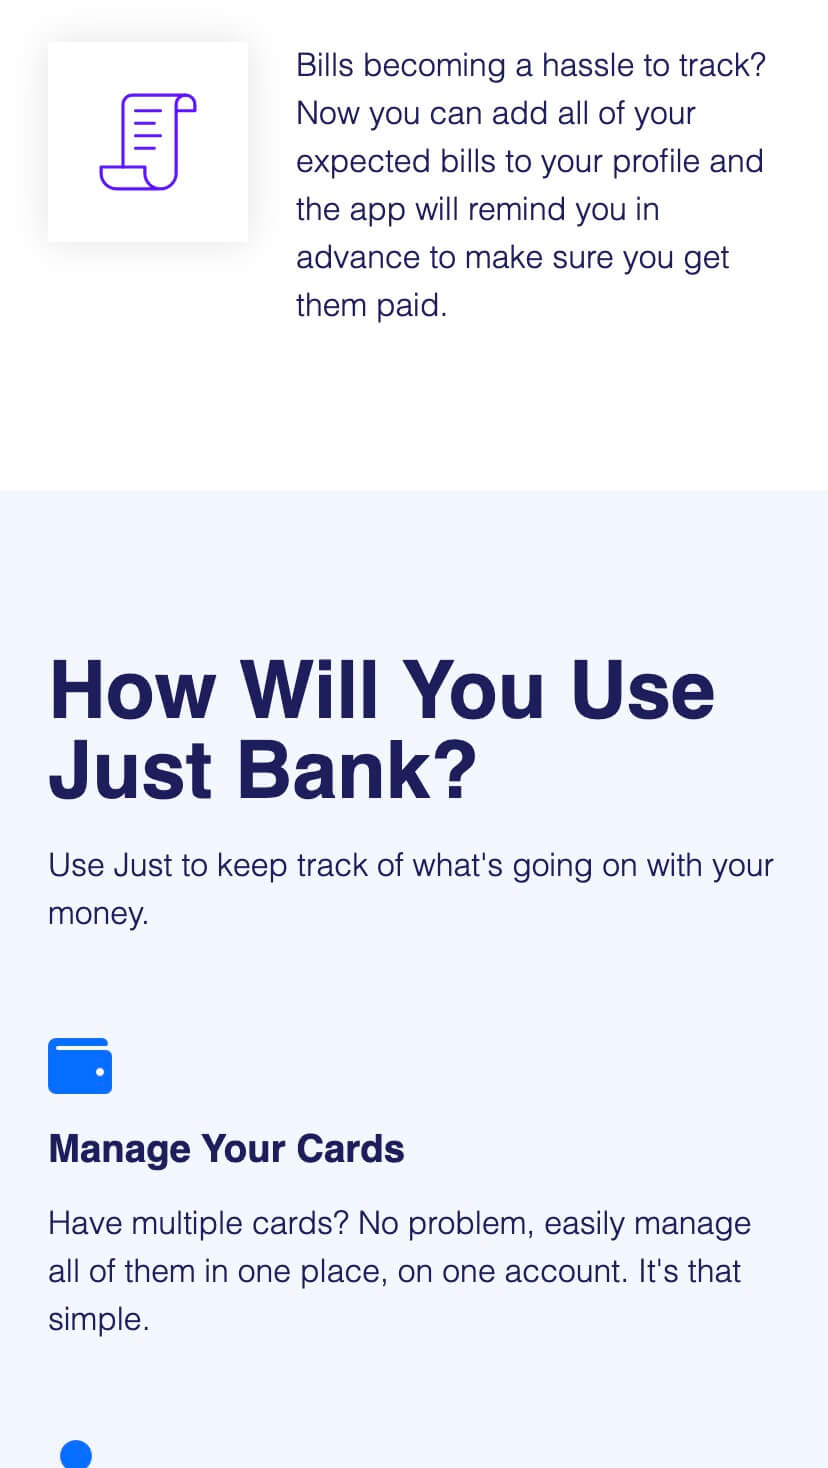 Bills becoming a hassle to track?
Now you can add all of your
expected bills to your profile and
the app will remind you in
advance to make sure you get
them paid.
How Will You Use
Just Bank?
Use Just to keep track of what's going on with your
money.
Manage Your Cards
Have multiple cards? No problem, easily manage
all of them in one place, on one account. It's that
simple.